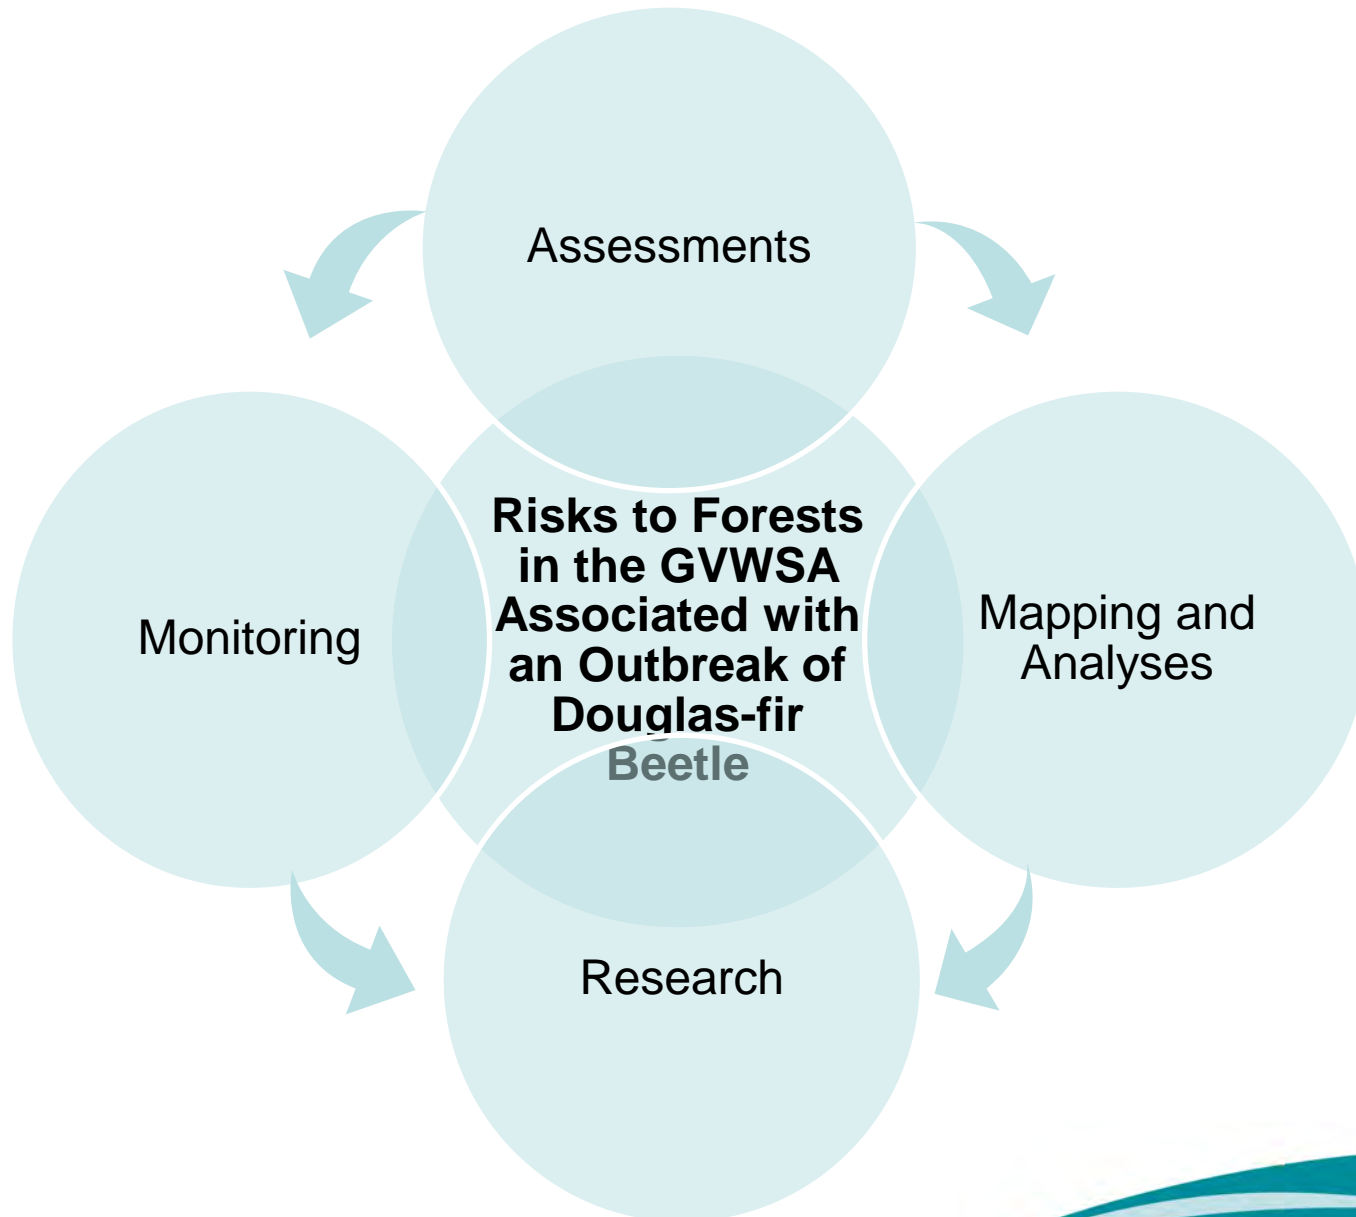 Assessments
Risks to Forests
in the GVWSA
Associated with
an Outbreak of
Douglas-fir
Beetle
Monitoring
Mapping and
Analyses
Research